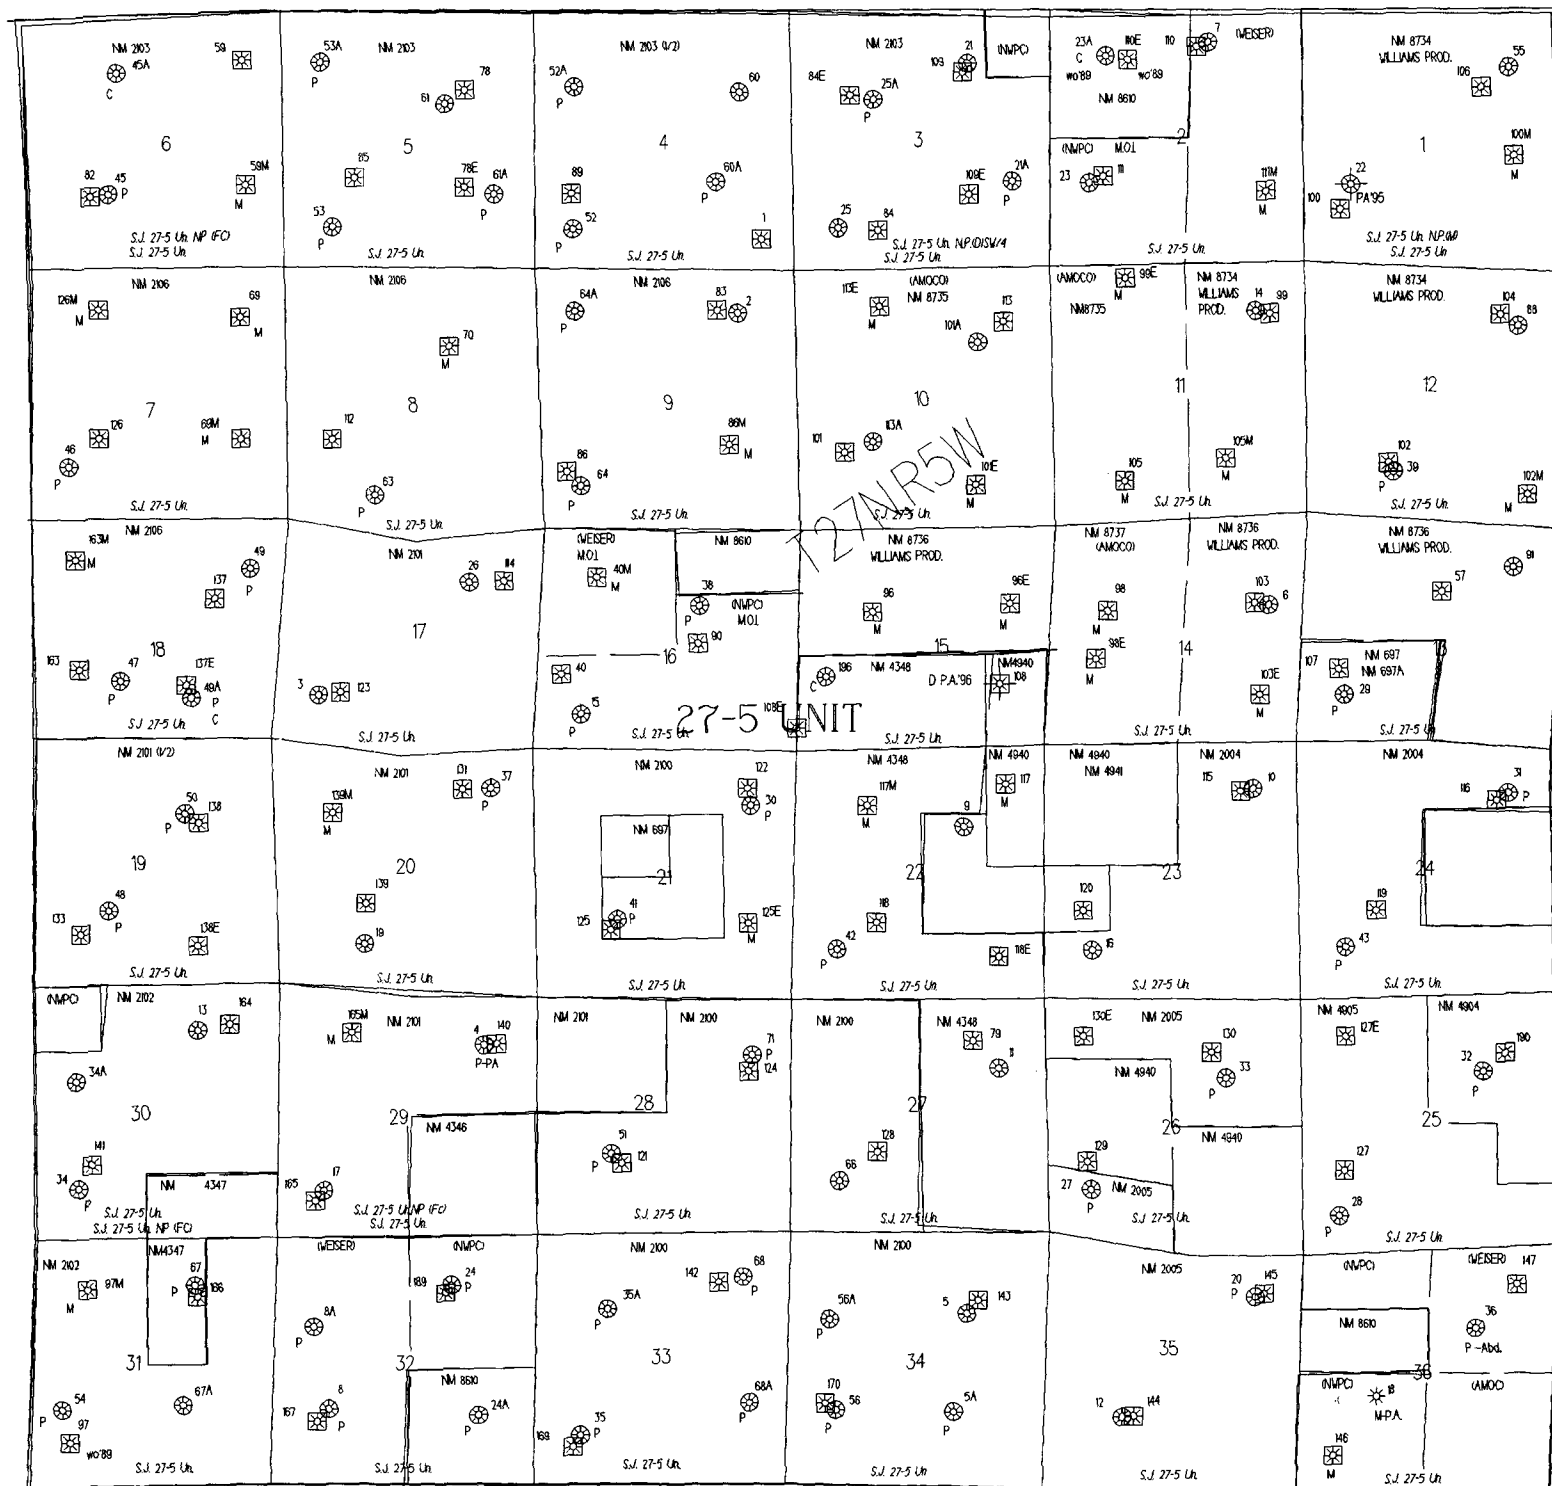 NM 2103
59
45A
C
6
59M
M
82
45
P
S.J. 27-5 Un. NP (FC)
S.J. 27-5 Un.
53A
P
NM 2103
78
61
5
85
78E
61A
P
53
P
S.J. 27-5 Un.
NM 2103 (1/2)
52A
P
60
4
89
60A
P
52
P
1
S.J. 27-5 Un.
NM 2103
21
109
84E
25A
P
(NWPC)
3
21A
P
109E
25
84
S.J. 27-5 Un.
23A
C
wo'89
110E
wo'89
NM 8610
110
7
(WEISER)
2
(NWPC)
M.O.I.
23
111
111M
M
S.J. 27-5 Un.
NM 8734
WILLIAMS PROD.
55
106
1
100M
M
22
PA'95
100
S.J. 27-5 Un.
NM 2106
126M
M
69
M
7
126
46
P
69M
M
S.J. 27-5 Un.
NM 2106
70
M
8
112
63
P
S.J. 27-5 Un.
NM 2106
64A
P
83
2
9
86M
M
86
64
P
S.J. 27-5 Un.
(AMOCO)
NM 8735
113E
M
113
101A
10
113A
101
101E
M
S.J. 27-5 Un.
T27N,R5W
(AMOCO)
99E
M
NM8735
NM 8734
WILLIAMS
PROD.
14
99
11
105M
M
105
M
S.J. 27-5 Un.
NM 8734
WILLIAMS PROD.
104
88
12
102
39
P
102M
M
NM 2106
163M
M
49
P
137
18
163
47
P
137E
49A
P
C
S.J. 27-5 Un.
NM 2101
26
114
17
3
123
S.J. 27-5 Un.
(WEISER)
M.O.I.
40M
M
NM 8610
38
P
(NWPC)
M.O.I.
90
16
40
15
P
S.J. 27-5 Un.
27-5 UNIT
NM 8736
WILLIAMS PROD.
96
M
96E
M
15
NM 4348
196
C
NM4940
D P.A.'96
108
108E
S.J. 27-5 Un.
NM 8737
(AMOCO)
98
M
98E
M
NM 8736
WILLIAMS PROD.
103
6
14
103E
M
S.J. 27-5 Un.
NM 8736
WILLIAMS PROD.
91
57
13
107
NM 697
NM 697A
29
P
S.J. 27-5 Un.
NM 2101 (1/2)
50
P
138
19
133
48
P
138E
S.J. 27-5 Un.
NM 2101
139M
M
131
37
P
20
139
19
S.J. 27-5 Un.
NM 2100
122
30
P
NM 697
21
41
P
125
125E
M
S.J. 27-5 Un.
NM 4348
117M
M
NM 4940
117
M
9
22
118
42
P
118E
S.J. 27-5 Un.
NM 4940
NM 4941
NM 2004
115
10
23
120
16
S.J. 27-5 Un.
NM 2004
31
P
116
24
119
43
P
S.J. 27-5 Un.
(NWPC)
NM 2102
13
164
34A
30
141
34
P
NM 4347
S.J. 27-5 Un.
S.J. 27-5 Un. NP (FC)
165M
M
NM 2101
4
140
P-PA
29
NM 4346
17
165
S.J. 27-5 Un. NP (FC)
S.J. 27-5 Un.
NM 2101
NM 2100
71
P
124
28
51
P
121
S.J. 27-5 Un.
NM 2100
NM 4348
79
11
27
128
66
S.J. 27-5 Un.
130E
NM 2005
130
33
P
NM 4940
26
NM 4940
129
27
P
NM 2005
S.J. 27-5 Un.
NM 4905
127E
NM 4904
190
32
P
25
127
28
P
S.J. 27-5 Un.
NM 2102
97M
M
NM4347
67
P
166
31
54
P
67A
97
wo'89
S.J. 27-5 Un.
(WEISER)
(NWPC)
24
P
189
8A
P
32
NM 8610
8
P
167
24A
P
S.J. 27-5 Un.
NM 2100
142
68
P
35A
P
33
68A
P
35
P
169
S.J. 27-5 Un.
NM 2100
56A
P
5
143
34
170
56
P
5A
P
S.J. 27-5 Un
NM 2005
20
P
145
35
12
144
S.J. 27-5 Un.
(NWPC)
(WEISER)
147
NM 8610
36
P -Abd.
36
(NWPC)
18
M-P.A.
(AMOC)
146
M
S.J. 27-5 Un.